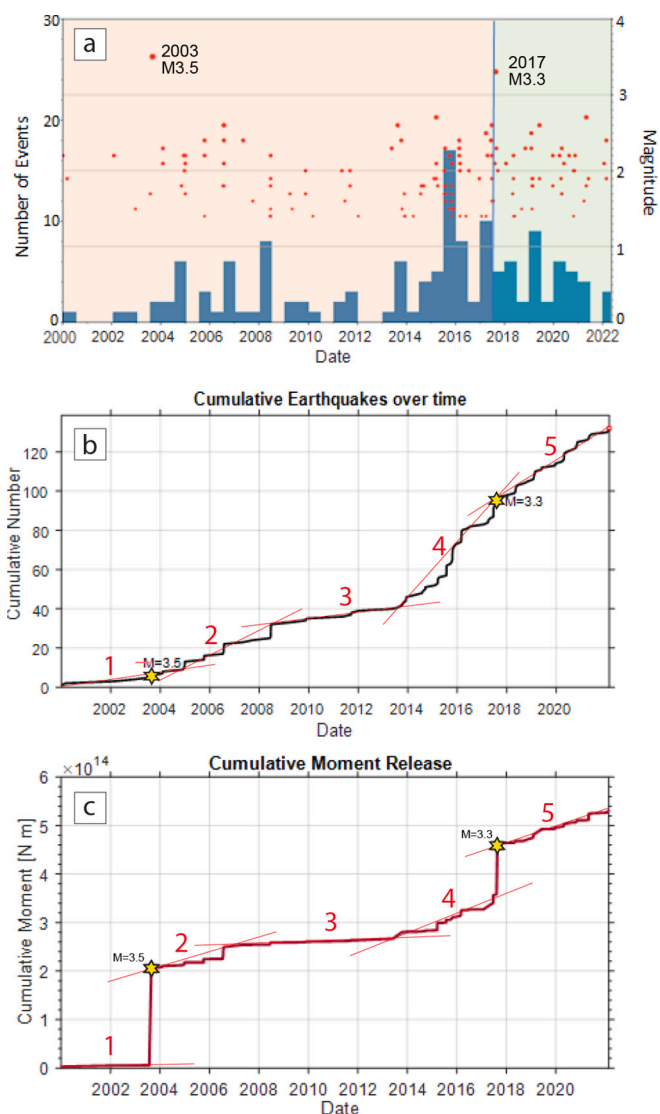 a
30
20
10
0
Number of Events
2003
M3.5
2017
M3.3
4
3
2
1
0
Magnitude
2000 2002 2004 2006 2008 2010 2012 2014 2016 2018 2020 2022
Date
Cumulative Earthquakes over time
b
120
100
80
60
40
20
0
Cumulative Number
1
M=3.5
2
3
4
M=3.3
5
2002 2004 2006 2008 2010 2012 2014 2016 2018 2020
Date
Cumulative Moment Release
×10^14
c
6
5
4
3
2
1
0
Cumulative Moment [N m]
1
M=3.5
2
3
4
M=3.3
5
2002 2004 2006 2008 2010 2012 2014 2016 2018 2020
Date